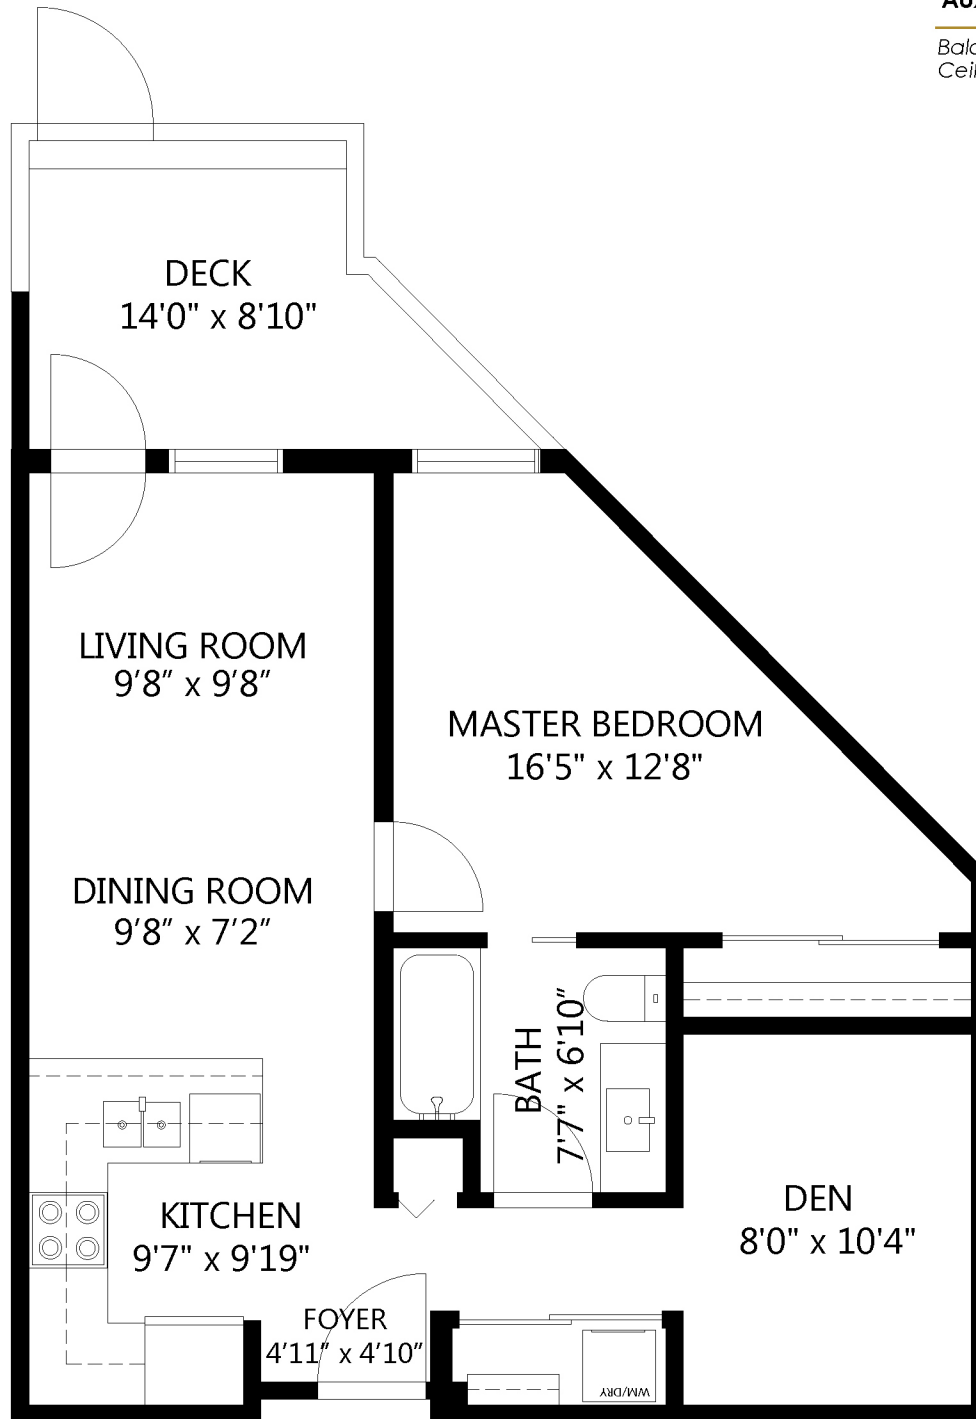 DECK
14'0" x 8'10"
LIVING ROOM
9'8" x 9'8"
MASTER BEDROOM
16'5" x 12'8"
DINING ROOM
9'8" x 7'2"
BATH
7'7" x 6'10"
KITCHEN
9'7" x 9'19"
DEN
8'0" x 10'4"
FOYER
4'11" x 4'10"
WM/DRY